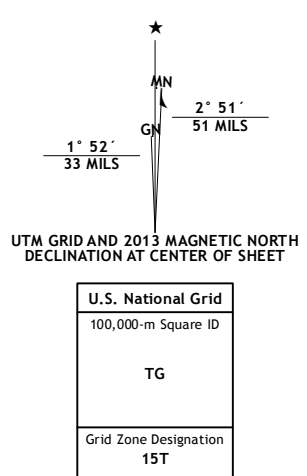 MN
GN
2° 51´
51 MILS
1° 52´
33 MILS
UTM GRID AND 2013 MAGNETIC NORTH
DECLINATION AT CENTER OF SHEET
U.S. National Grid
100,000-m Square ID
TG
Grid Zone Designation
15T